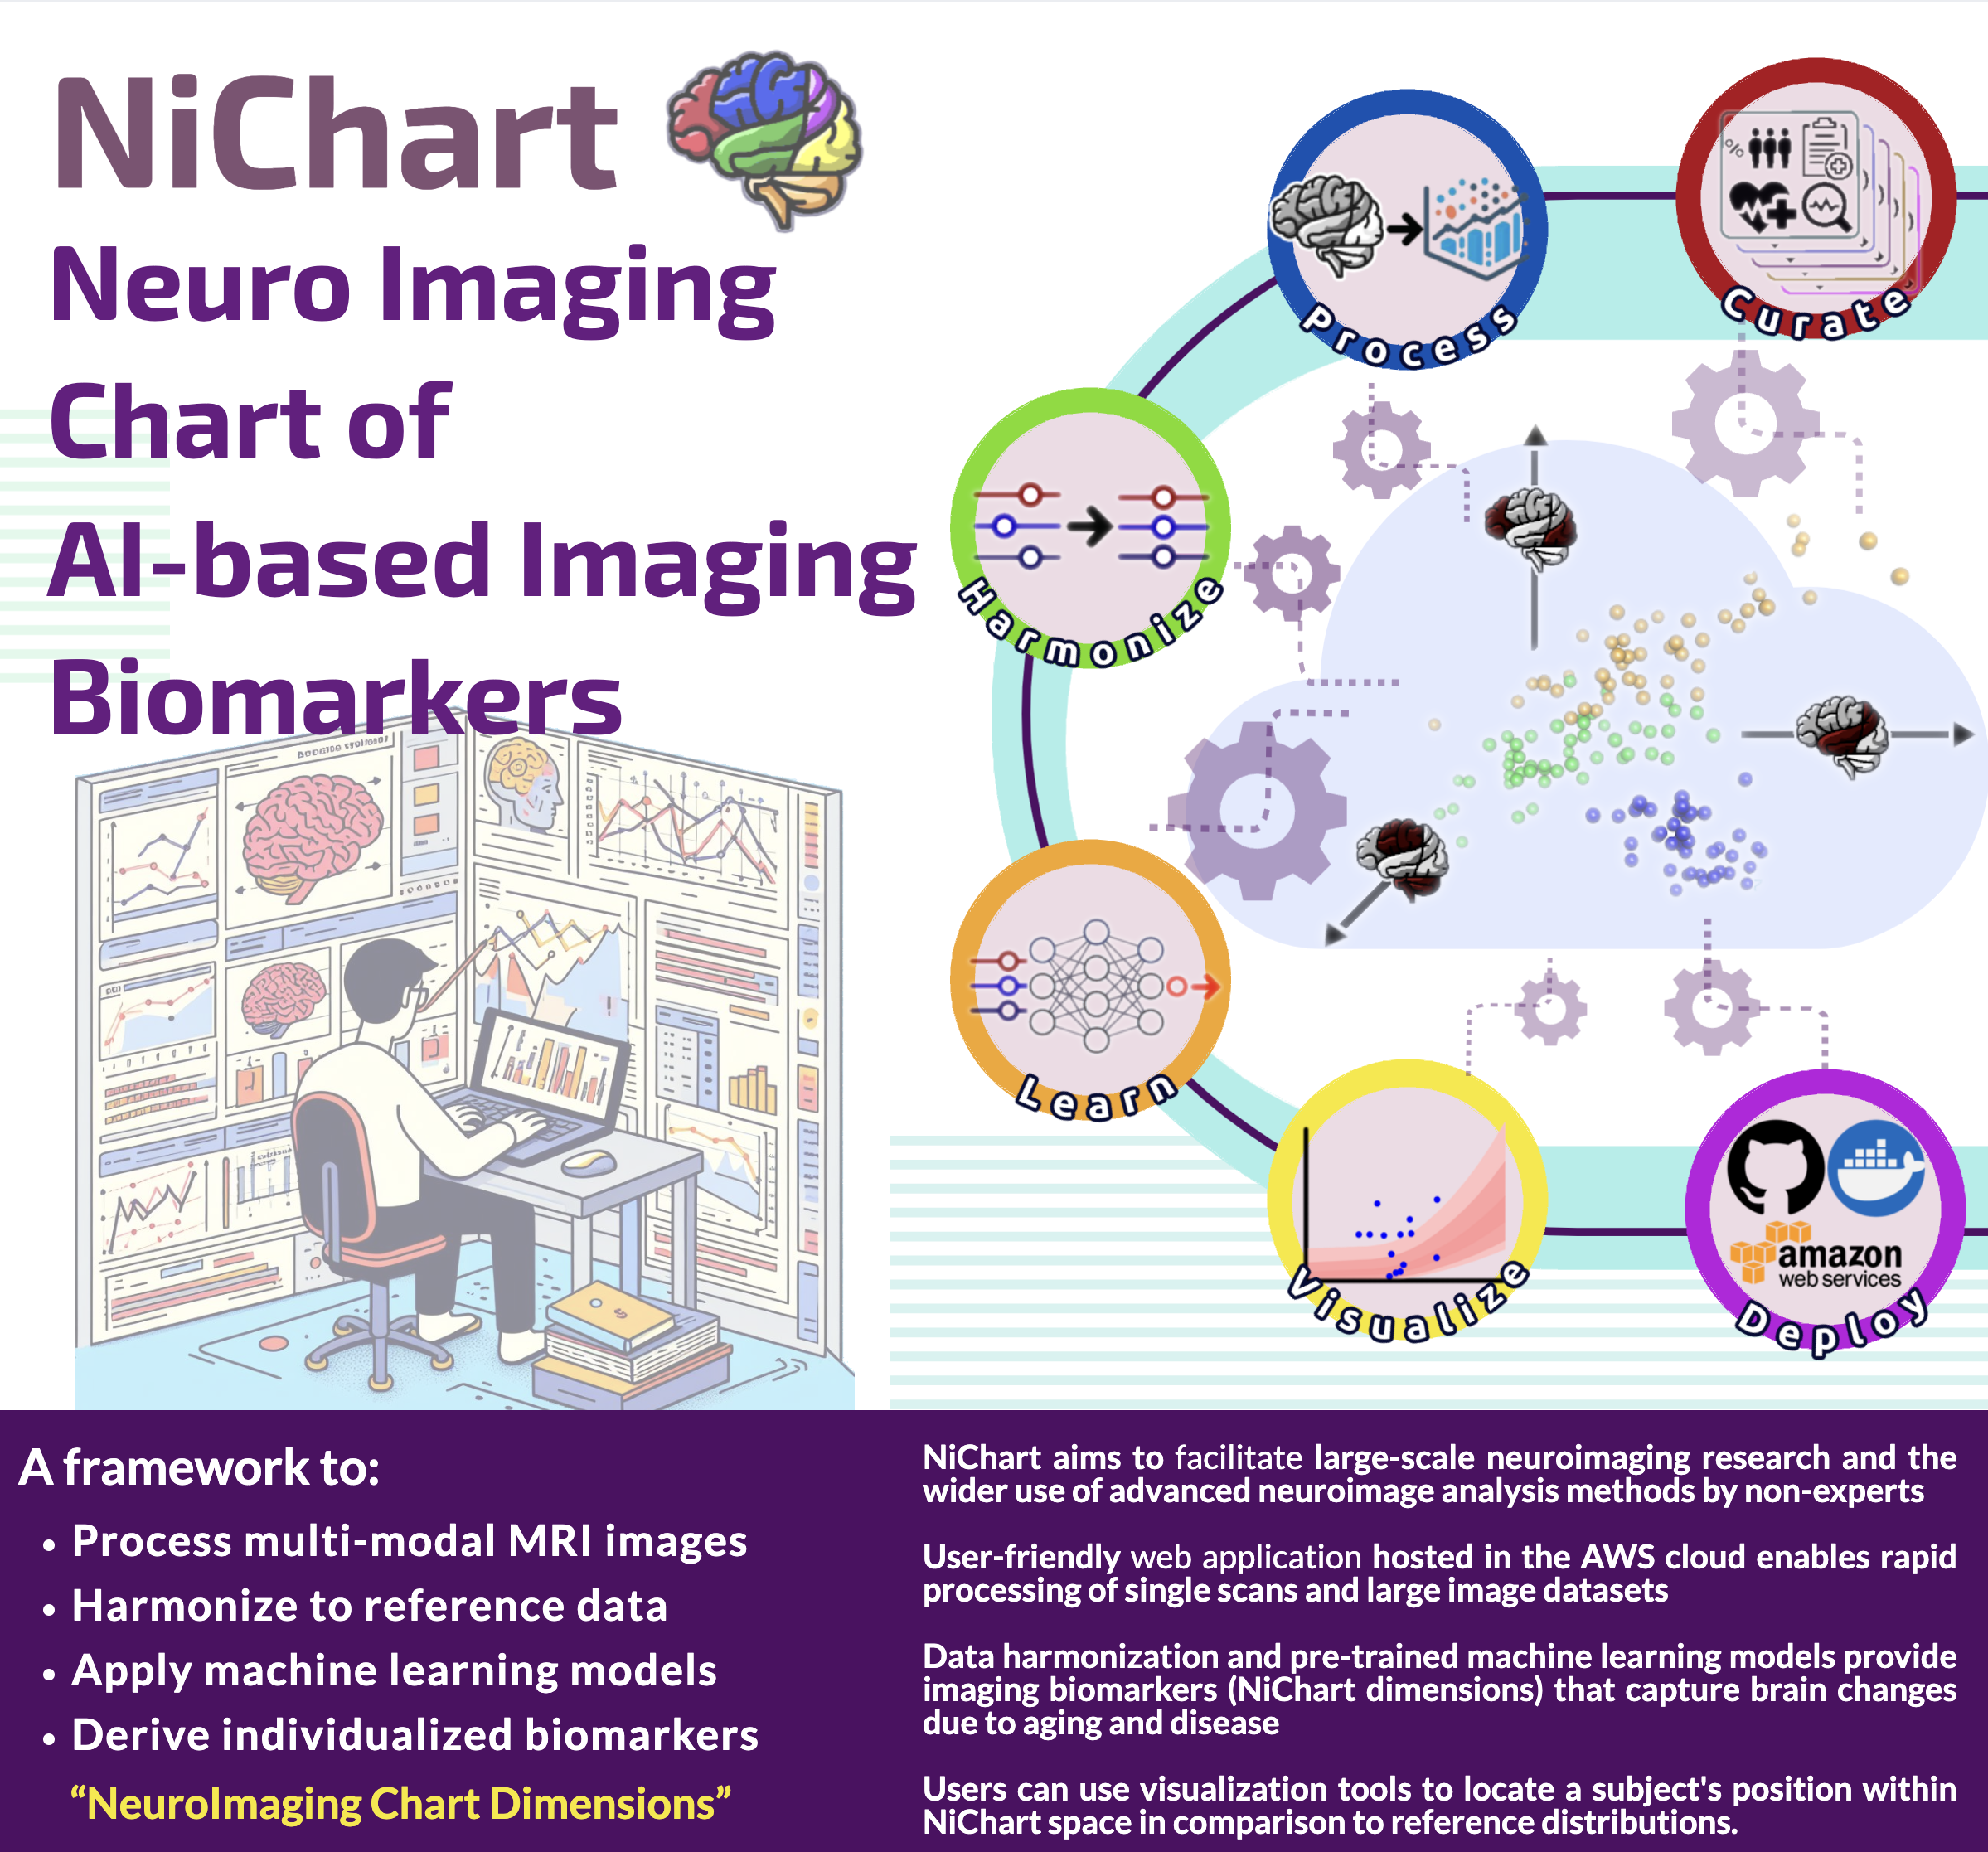 NiChart
Neuro Imaging
Chart of
AI-based Imaging
Biomarkers
Process
Curate
Harmonize
Learn
Visualize
amazon
web services
Deploy
A framework to:
• Process multi-modal MRI images
• Harmonize to reference data
• Apply machine learning models
• Derive individualized biomarkers
“NeuroImaging Chart Dimensions”
NiChart aims to facilitate large-scale neuroimaging research and the
wider use of advanced neuroimage analysis methods by non-experts
User-friendly web application hosted in the AWS cloud enables rapid
processing of single scans and large image datasets
Data harmonization and pre-trained machine learning models provide
imaging biomarkers (NiChart dimensions) that capture brain changes
due to aging and disease
Users can use visualization tools to locate a subject's position within
NiChart space in comparison to reference distributions.